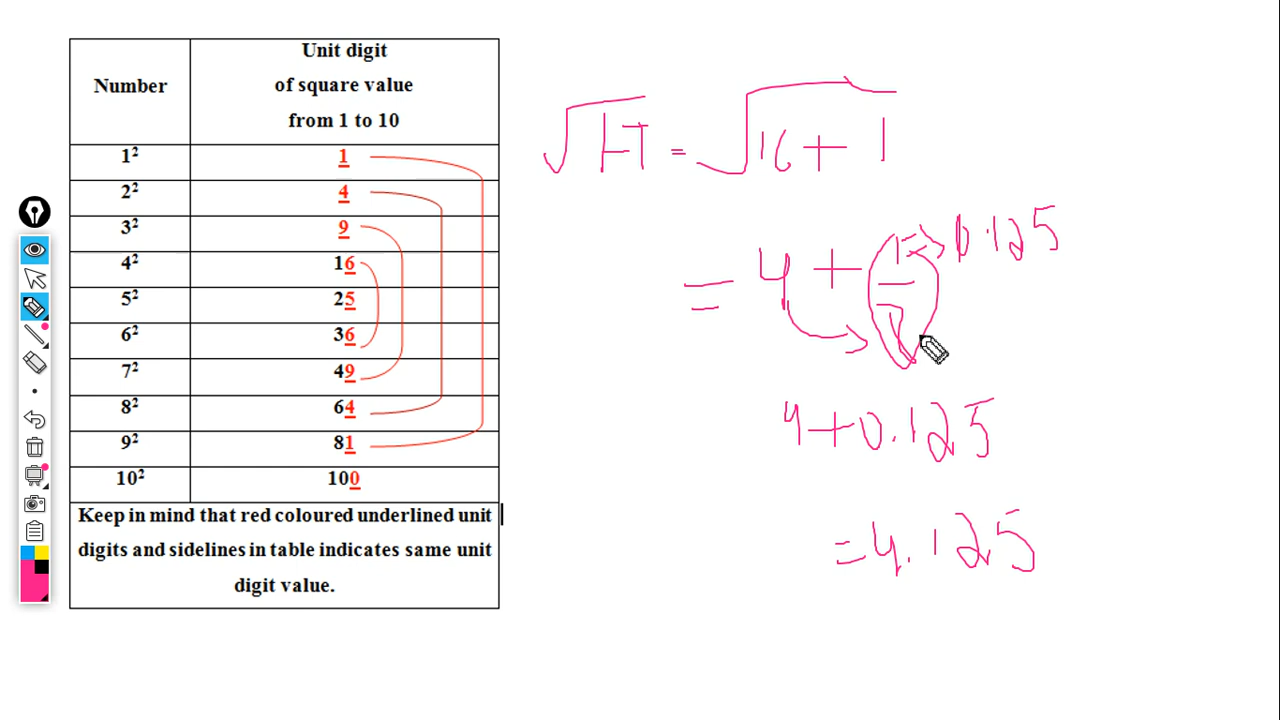 Number
Unit digit
of square value
from 1 to 10
1² 1
2² 4
3² 9
4² 16
5² 25
6² 36
7² 49
8² 64
9² 81
10² 100
Keep in mind that red coloured underlined unit
digits and sidelines in table indicates same unit
digit value.
√17 = √16 + 1
= 4 + 1/8 → 0.125
4 + 0.125
= 4.125